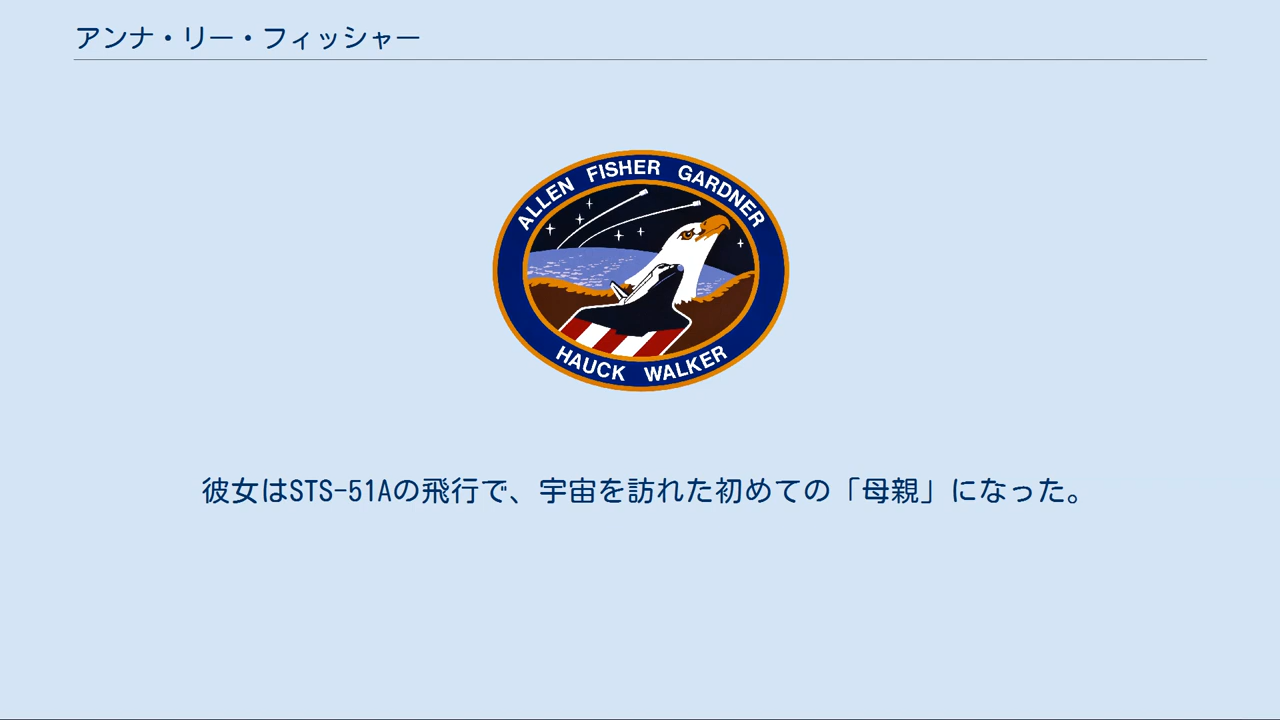 アンナ・リー・フィッシャー
ALLEN FISHER GARDNER
HAUCK WALKER
彼女はSTS-51Aの飛行で、宇宙を訪れた初めての「母親」になった。